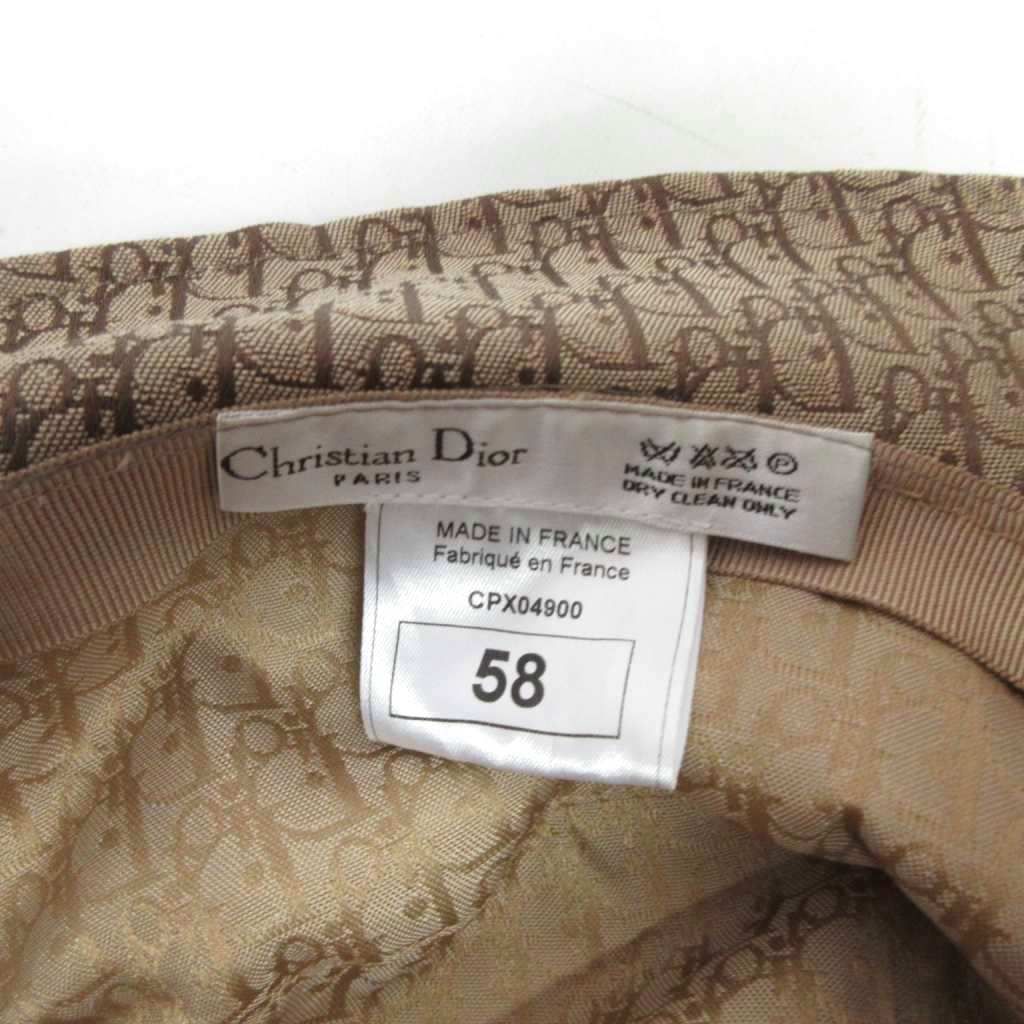 Christian Dior
PARIS
Ⓟ
MADE IN FRANCE
DRY CLEAN ONLY
MADE IN FRANCE
Fabriqué en France
CPX04900
58